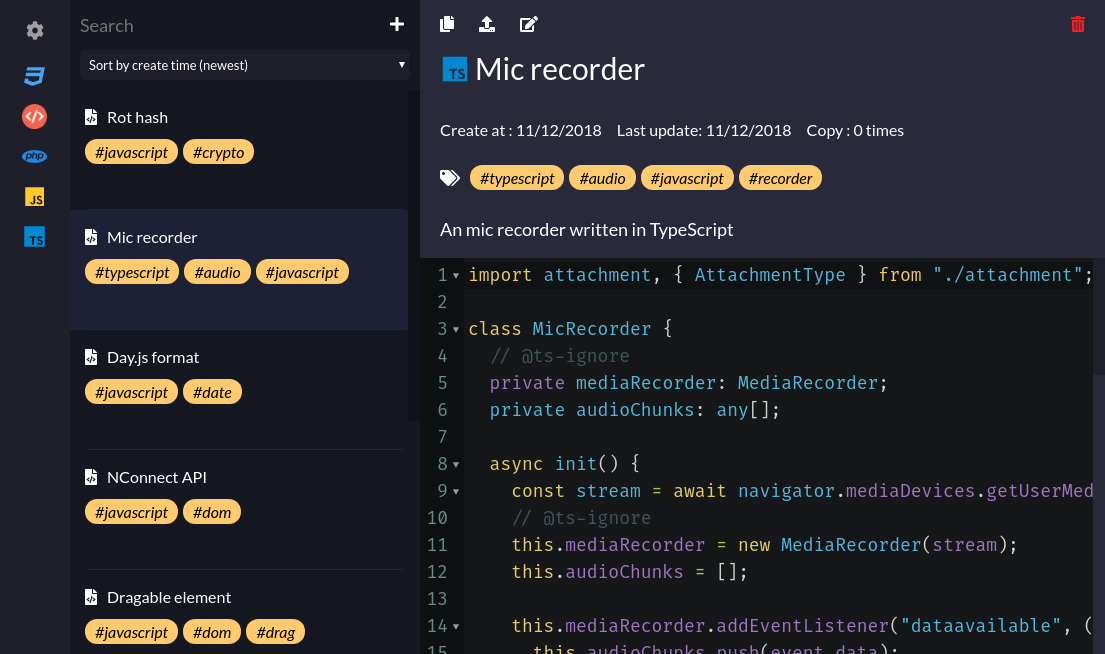 Search
Sort by create time (newest)
Rot hash
#javascript #crypto
Mic recorder
#typescript #audio #javascript
Day.js format
#javascript #date
NConnect API
#javascript #dom
Dragable element
#javascript #dom #drag
php
JS
TS
TS Mic recorder
Create at : 11/12/2018 Last update: 11/12/2018 Copy : 0 times
#typescript #audio #javascript #recorder
An mic recorder written in TypeScript
1 import attachment, { AttachmentType } from "./attachment";
2
3 class MicRecorder {
4 // @ts-ignore
5 private mediaRecorder: MediaRecorder;
6 private audioChunks: any[];
7
8 async init() {
9 const stream = await navigator.mediaDevices.getUserMed
10 // @ts-ignore
11 this.mediaRecorder = new MediaRecorder(stream);
12 this.audioChunks = [];
13
14 this.mediaRecorder.addEventListener("dataavailable", (
15 this.audioChunks.push(event.data);